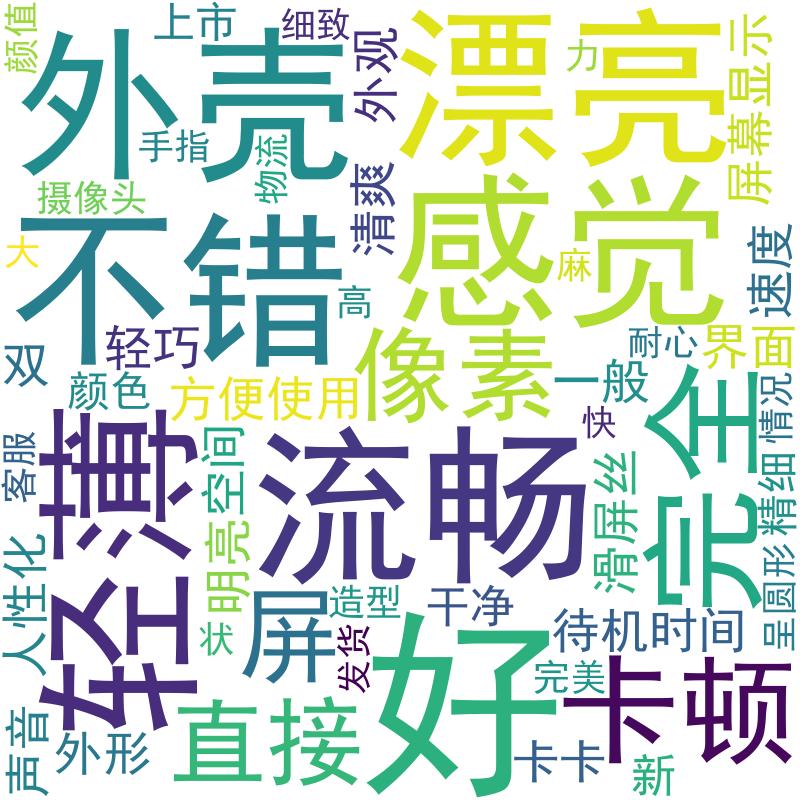 颜值
上市
细致
外壳
外观
漂亮
力
屏幕显示
手指
物流
摄像头
清爽
感觉
不错
大
高
麻
速度
双
轻巧
颜色
方便使用
像素
耐心
界面
一般
快
完全
情况
客服
轻薄
空间
流畅
滑屏丝
精细
人性化
明亮
状
屏
造型
干净
发货
待机时间
呈圆形
好
完美
卡顿
声音
外形
直接
卡卡
新